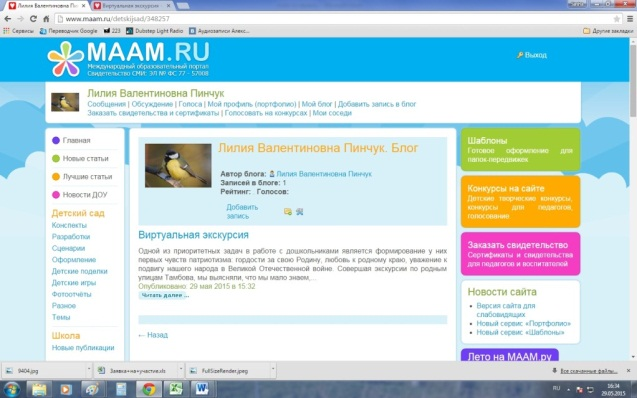 Лилия Валентиновна Пинчук
Виртуальная экскурсия
www.maam.ru/detskijsad/348257
Сервисы
Переводчик Google
223
Dubstep Light Radio
Аудиозаписи Алекс...
Другие закладки
MAAM.RU
Международный образовательный портал
Свидетельство СМИ: ЭЛ № ФС 77 - 57008
Выход
Лилия Валентиновна Пинчук
Сообщения | Обсуждение | Голоса | Мой профиль (портфолио) | Мой блог | Добавить запись в блог
Заказать свидетельства и сертификаты | Голосовать на конкурсах | Мои соседи
Главная
Новые статьи
Лучшие статьи
Новости ДОУ
Детский сад
Конспекты
Разработки
Сценарии
Оформление
Детские поделки
Детские игры
Фотоотчёты
Разное
Темы
Школа
Новые публикации
Лилия Валентиновна Пинчук. Блог
Автор блога: Лилия Валентиновна Пинчук
Записей в блоге: 1
Рейтинг: Голосов:
Добавить
запись
Виртуальная экскурсия
Одной из приоритетных задач в работе с дошкольниками является формирование у них
первых чувств патриотизма: гордости за свою Родину, любовь к родному краю, уважение к
подвигу нашего народа в Великой Отечественной войне. Совершая экскурсии по родным
улицам Тамбова, мы выясняли, что мы мало знаем,...
Опубликовано: 29 мая 2015 в 15:32
Читать далее ...
← Назад
Шаблоны
Готовое оформление для
папок-передвижек
Конкурсы на сайте
Детские творческие конкурсы,
конкурсы для педагогов,
голосование
Заказать свидетельство
Сертификаты и свидетельства
для педагогов и воспитателей
Новости сайта
Версия сайта для
слабовидящих
Новый сервис «Портфолио»
Новый сервис «Шаблоны»
Лето на МААМ.ру
9404.jpg
Заявка+на+участие.xls
fullSizeRender.jpeg
Все скачанные файлы...
RU
16:34
29.05.2015